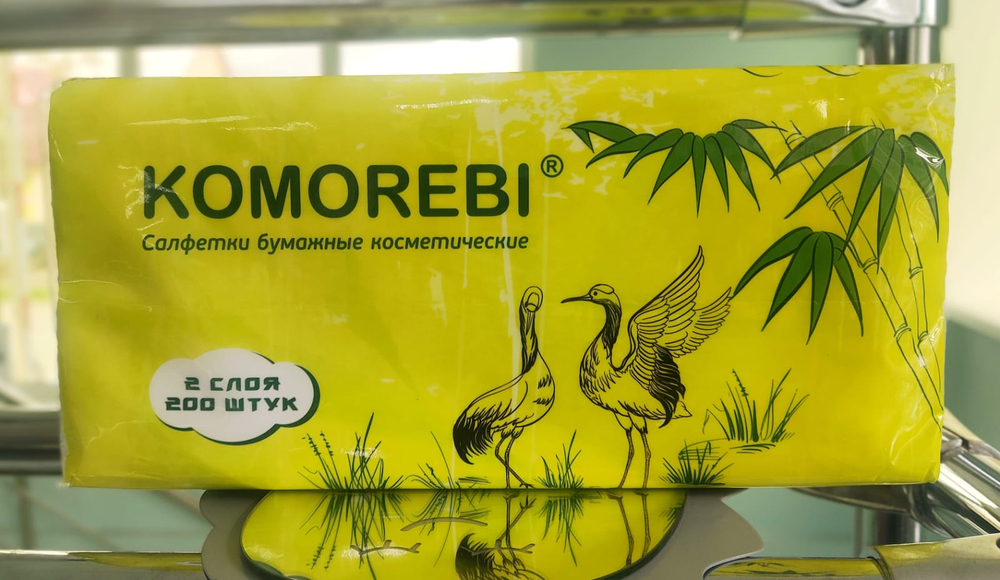 KOMOREBI®
Салфетки бумажные косметические
2 СЛОЯ
200 ШТУК